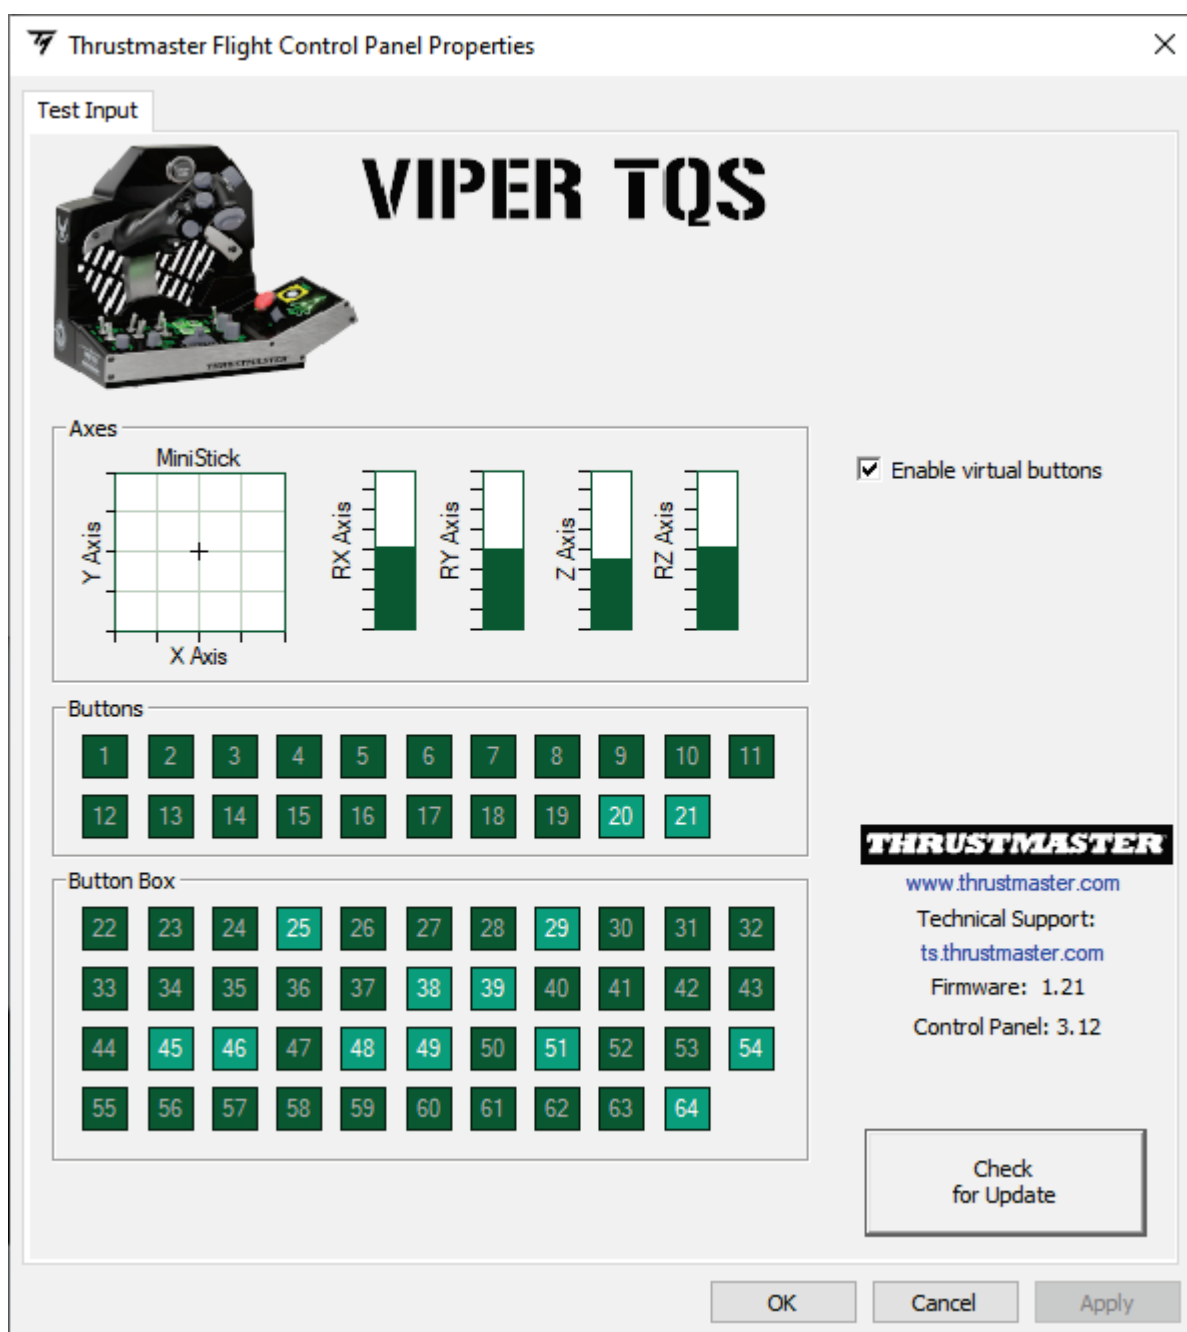 Thrustmaster Flight Control Panel Properties
Test Input
VIPER TQS
THRUSTMASTER
Axes
MiniStick
Y Axis
X Axis
RX Axis
RY Axis
Z Axis
RZ Axis
Enable virtual buttons
Buttons
1 2 3 4 5 6 7 8 9 10 11
12 13 14 15 16 17 18 19 20 21
Button Box
22 23 24 25 26 27 28 29 30 31 32
33 34 35 36 37 38 39 40 41 42 43
44 45 46 47 48 49 50 51 52 53 54
55 56 57 58 59 60 61 62 63 64
THRUSTMASTER
www.thrustmaster.com
Technical Support:
ts.thrustmaster.com
Firmware: 1.21
Control Panel: 3.12
Check
for Update
OK Cancel Apply